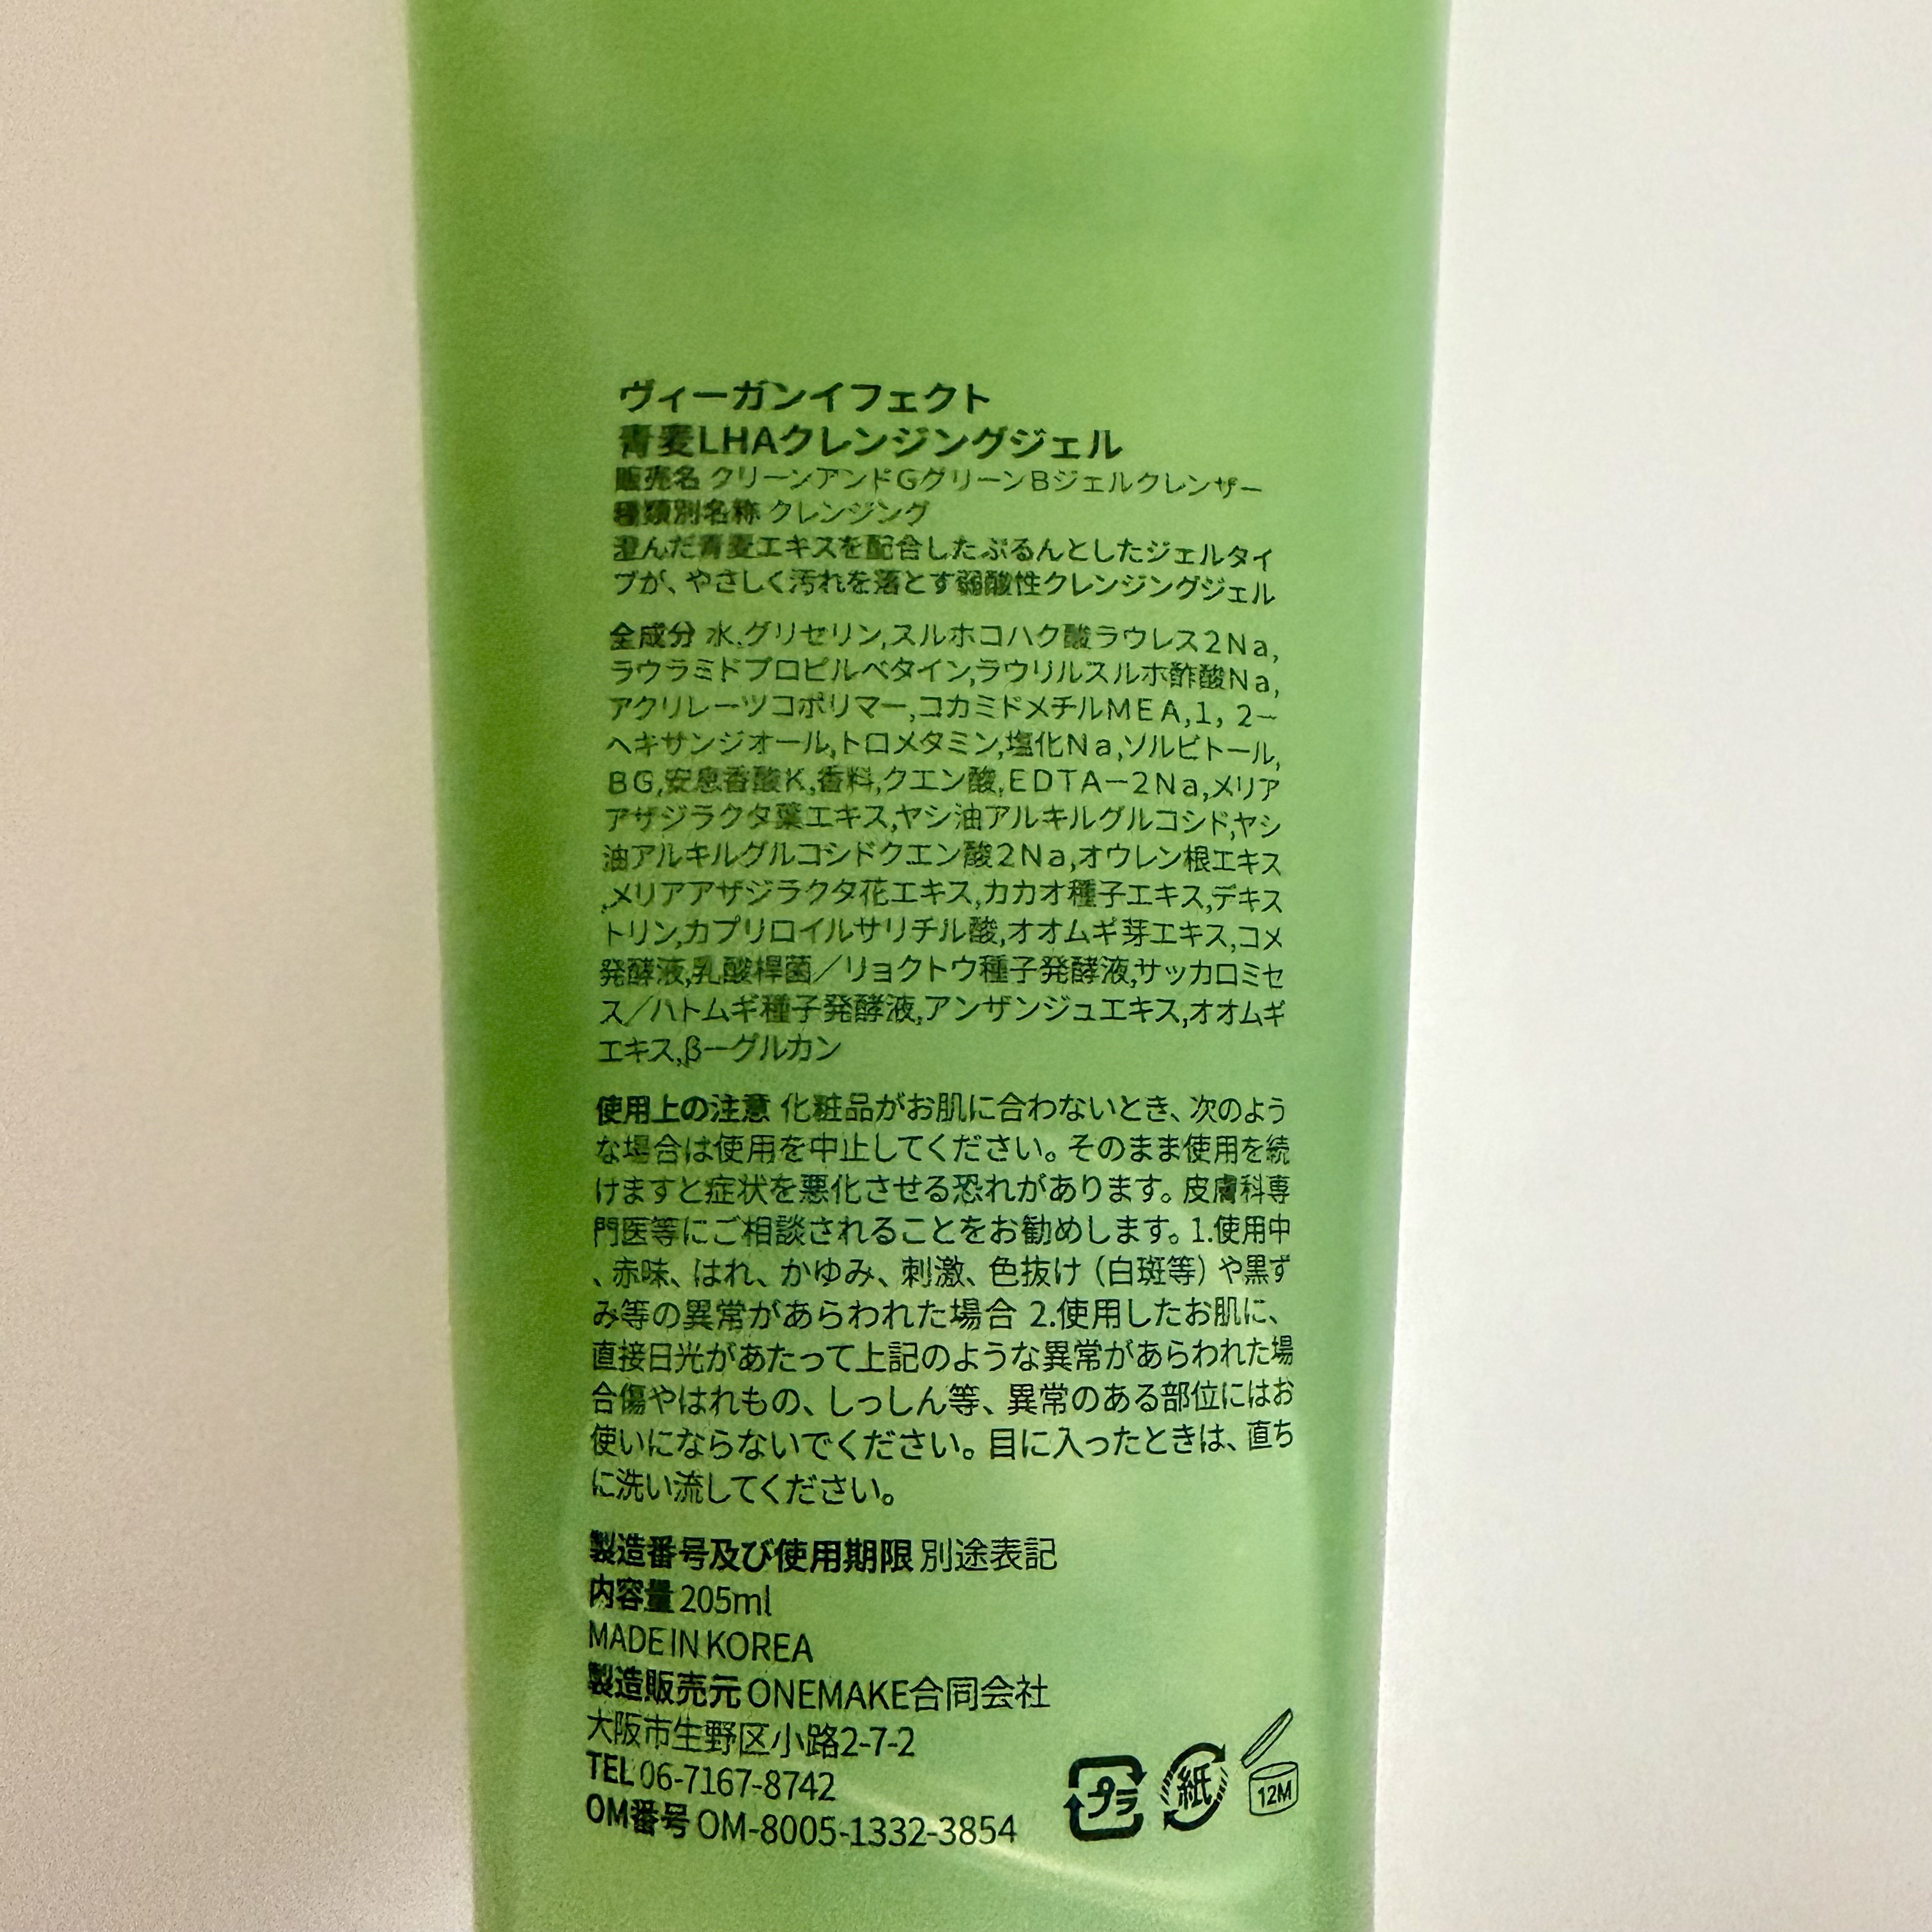 ヴィーガンイフェクト
青麦LHAクレンジングジェル
販売名 クリーンアンドGグリーンBジェルクレンザー
種類別名称 クレンジング
澄んだ青麦エキスを配合したぷるんとしたジェルタイ
プが、やさしく汚れを落とす弱酸性クレンジングジェル
全成分 水,グリセリン,スルホコハク酸ラウレス2Na,
ラウラミドプロピルベタイン,ラウリルスルホ酢酸Na,
アクリレーツコポリマー,コカミドメチルMEA,1，2ー
ヘキサンジオール,トロメタミン,塩化Na,ソルビトール,
BG,安息香酸K,香料,クエン酸,EDTAー2Na,メリア
アザジラクタ葉エキス,ヤシ油アルキルグルコシド,ヤシ
油アルキルグルコシドクエン酸2Na,オウレン根エキス
,メリアアザジラクタ花エキス,カカオ種子エキス,デキス
トリン,カプリロイルサリチル酸,オオムギ芽エキス,コメ
発酵液,乳酸桿菌／リョクトウ種子発酵液,サッカロミセ
ス／ハトムギ種子発酵液,アンザンジュエキス,オオムギ
エキス,βーグルカン
使用上の注意 化粧品がお肌に合わないとき、次のよう
な場合は使用を中止してください。そのまま使用を続
けますと症状を悪化させる恐れがあります。皮膚科専
門医等にご相談されることをお勧めします。1.使用中
、赤味、はれ、かゆみ、刺激、色抜け（白斑等）や黒ず
み等の異常があらわれた場合 2.使用したお肌に、
直接日光があたって上記のような異常があらわれた場
合傷やはれもの、しっしん等、異常のある部位にはお
使いにならないでください。目に入ったときは、直ち
に洗い流してください。
製造番号及び使用期限 別途表記
内容量 205ml
MADE IN KOREA
製造販売元 ONEMAKE合同会社
大阪市生野区小路2-7-2
TEL 06-7167-8742
OM番号 OM-8005-1332-3854
プラ 紙 12M